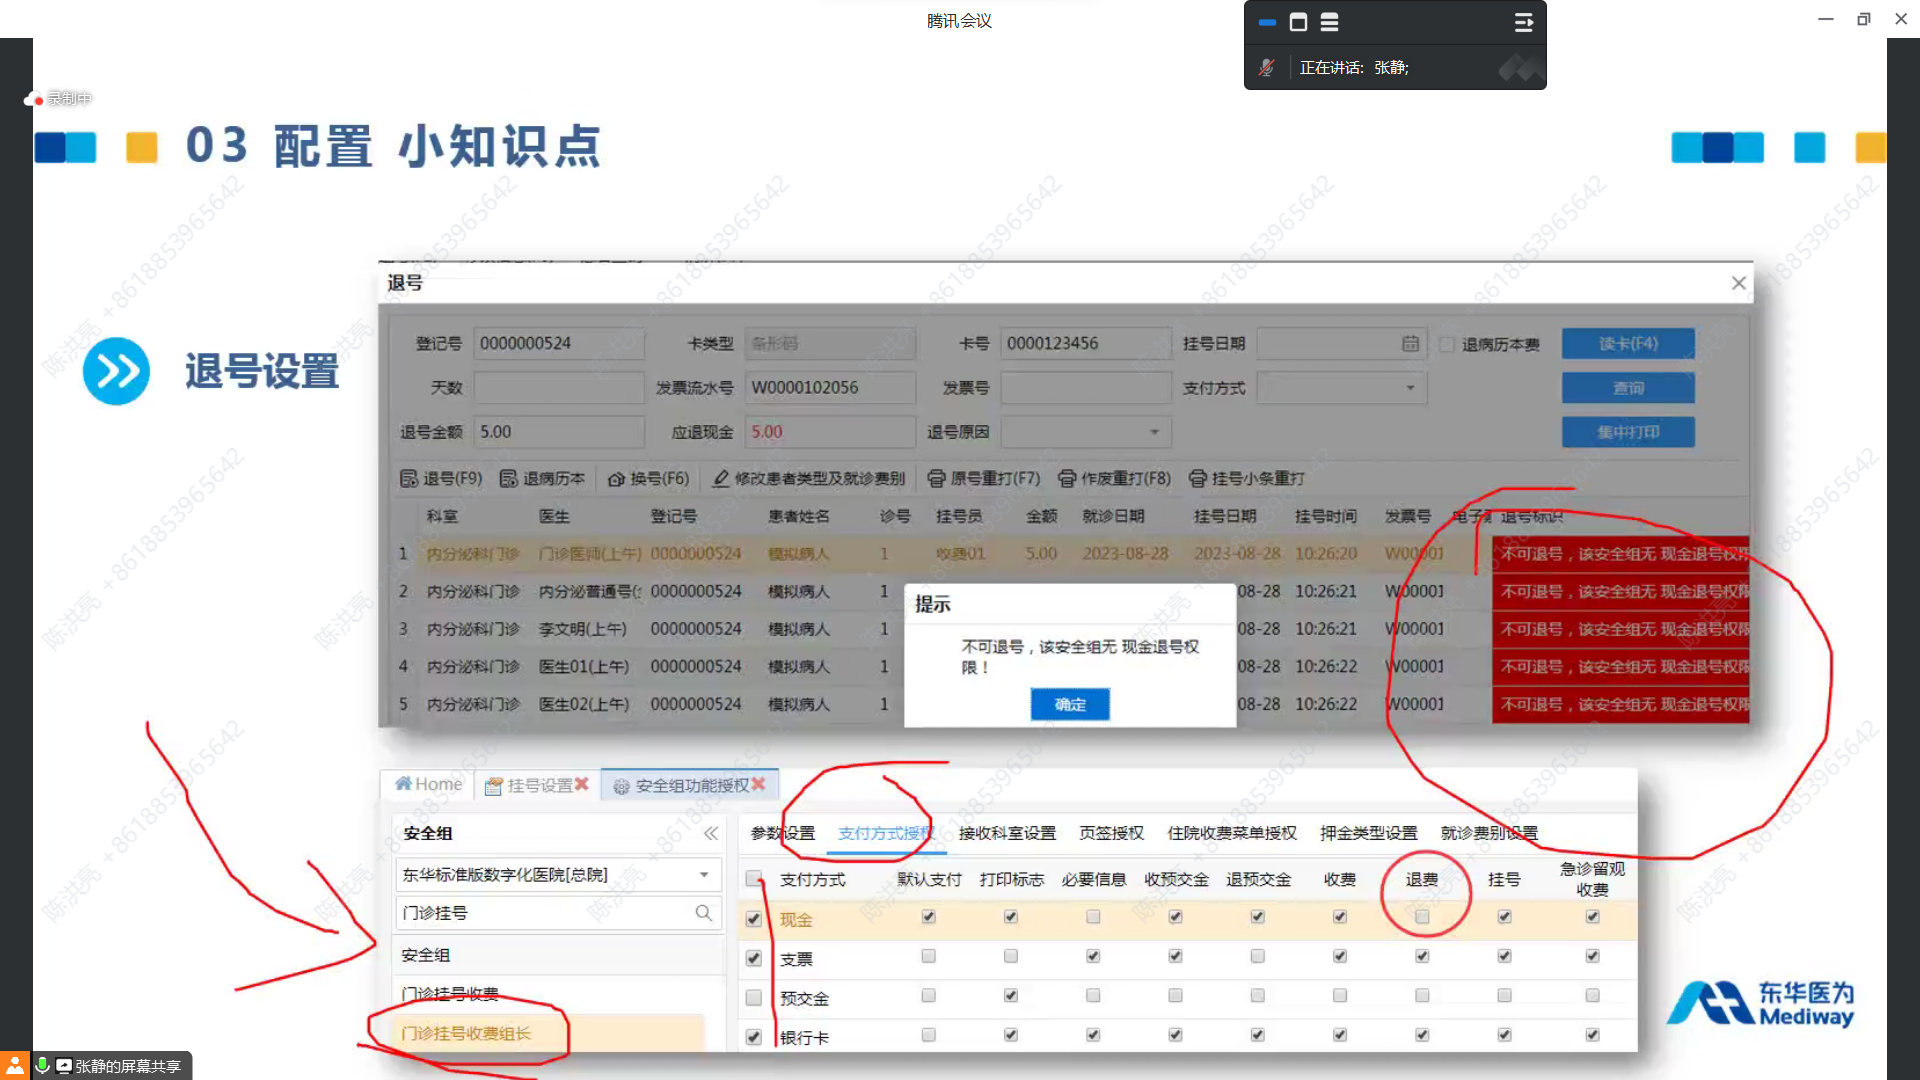 腾讯会议
正在讲话: 张静;
录制中
03 配置 小知识点
退号设置
退号
登记号 0000000524 卡类型 条形码 卡号 0000123456 挂号日期 退病历本费 读卡(F4)
天数 发票流水号 W0000102056 发票号 支付方式 查询
退号金额 5.00 应退现金 5.00 退号原因 集中打印
退号(F9) 退病历本 换号(F6) 修改患者类型及就诊费别 原号重打(F7) 作废重打(F8) 挂号小条重打
科室 医生 登记号 患者姓名 诊号 挂号员 金额 就诊日期 挂号日期 挂号时间 发票号 电子 退号标识
1 内分泌科门诊 门诊医师(上午) 0000000524 模拟病人 1 收费01 5.00 2023-08-28 2023-08-28 10:26:20 W00001 不可退号，该安全组无 现金退号权限
2 内分泌科门诊 内分泌普通号( 0000000524 模拟病人 1 08-28 10:26:21 W00001 不可退号，该安全组无 现金退号权限
3 内分泌科门诊 李文明(上午) 0000000524 模拟病人 1 08-28 10:26:21 W00001 不可退号，该安全组无 现金退号权限
4 内分泌科门诊 医生01(上午) 0000000524 模拟病人 1 08-28 10:26:22 W00001 不可退号，该安全组无 现金退号权限
5 内分泌科门诊 医生02(上午) 0000000524 模拟病人 1 08-28 10:26:22 W00001 不可退号，该安全组无 现金退号权限
提示
不可退号，该安全组无 现金退号权
限！
确定
Home 挂号设置 安全组功能授权
安全组
东华标准版数字化医院[总院]
门诊挂号
安全组
门诊挂号收费
门诊挂号收费组长
参数设置 支付方式授权 接收科室设置 页签授权 住院收费菜单授权 押金类型设置 就诊费别设置
支付方式 默认支付 打印标志 必要信息 收预交金 退预交金 收费 退费 挂号 急诊留观
收费
现金
支票
预交金
银行卡
东华医为
Mediway
张静的屏幕共享
陈洪亮 +8618853965642